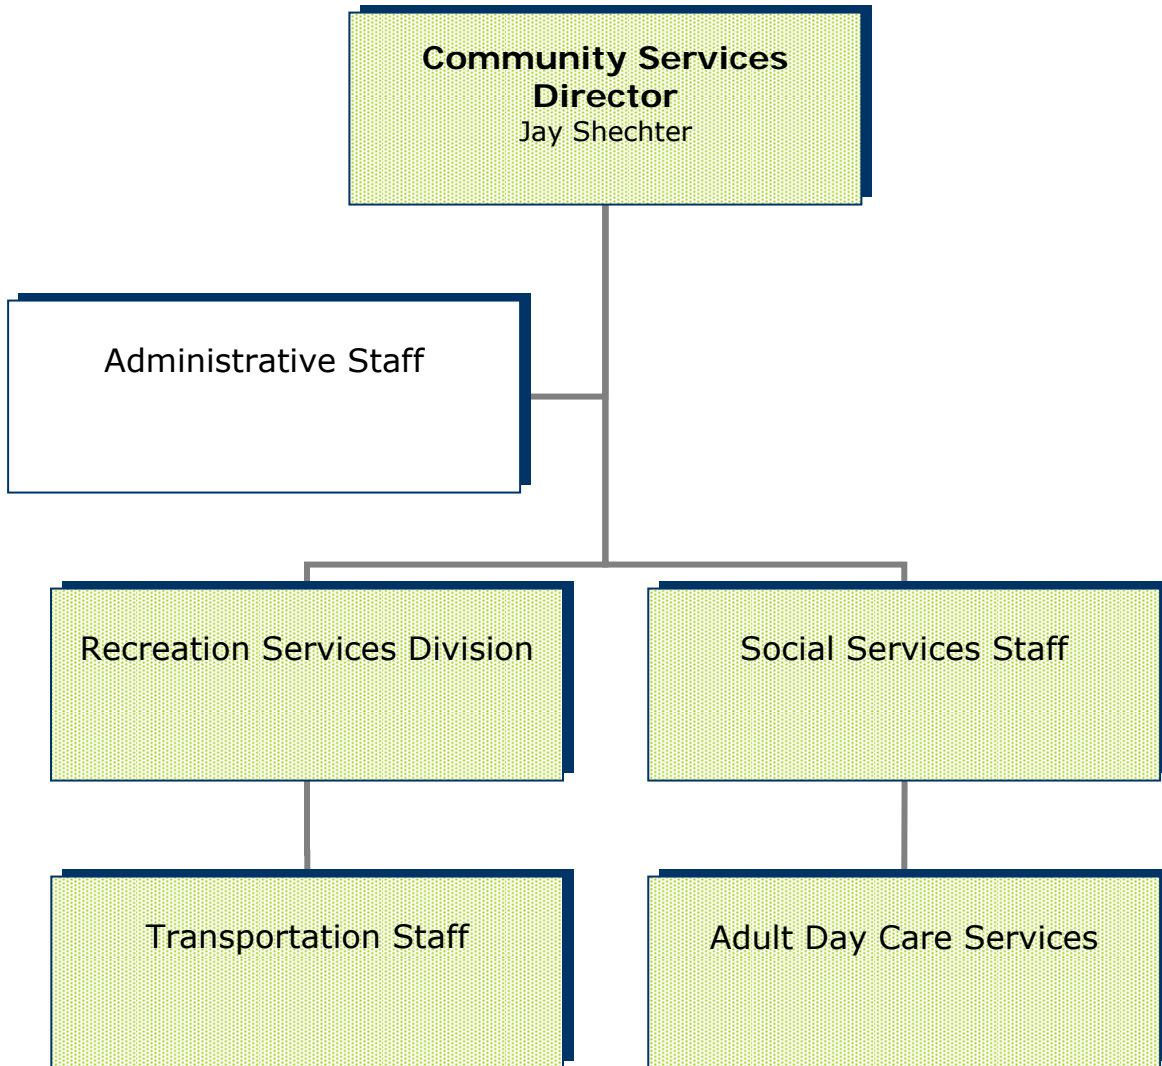 Community Services
Director
Jay Shechter
Administrative Staff
Recreation Services Division
Social Services Staff
Transportation Staff
Adult Day Care Services